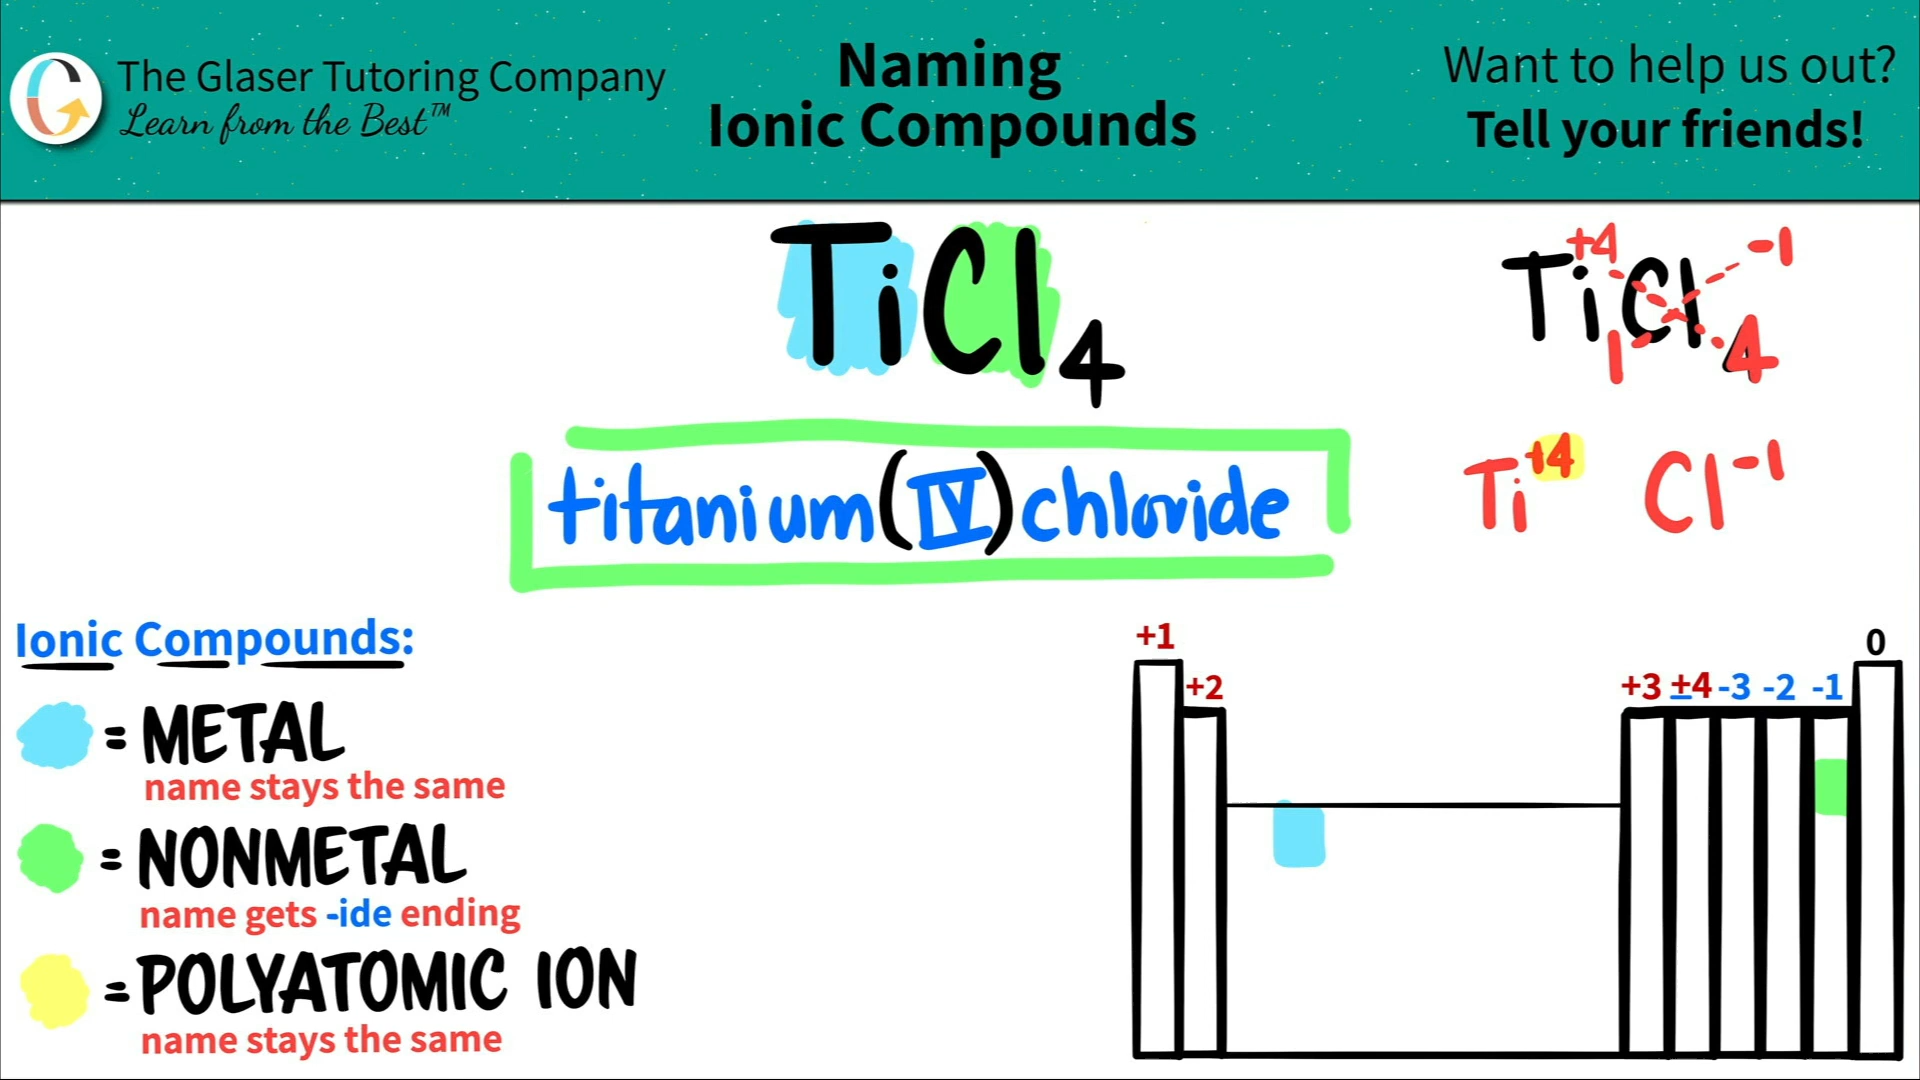 The Glaser Tutoring Company
Learn from the Best™
Naming
Ionic Compounds
Want to help us out?
Tell your friends!
TiCl4
titanium(IV)chloride
+4 -1
TiCl
1 4
Ti+4 Cl-1
Ionic Compounds:
= METAL
name stays the same
= NONMETAL
name gets -ide ending
= POLYATOMIC ION
name stays the same
+1 0
+2 +3 ±4 -3 -2 -1